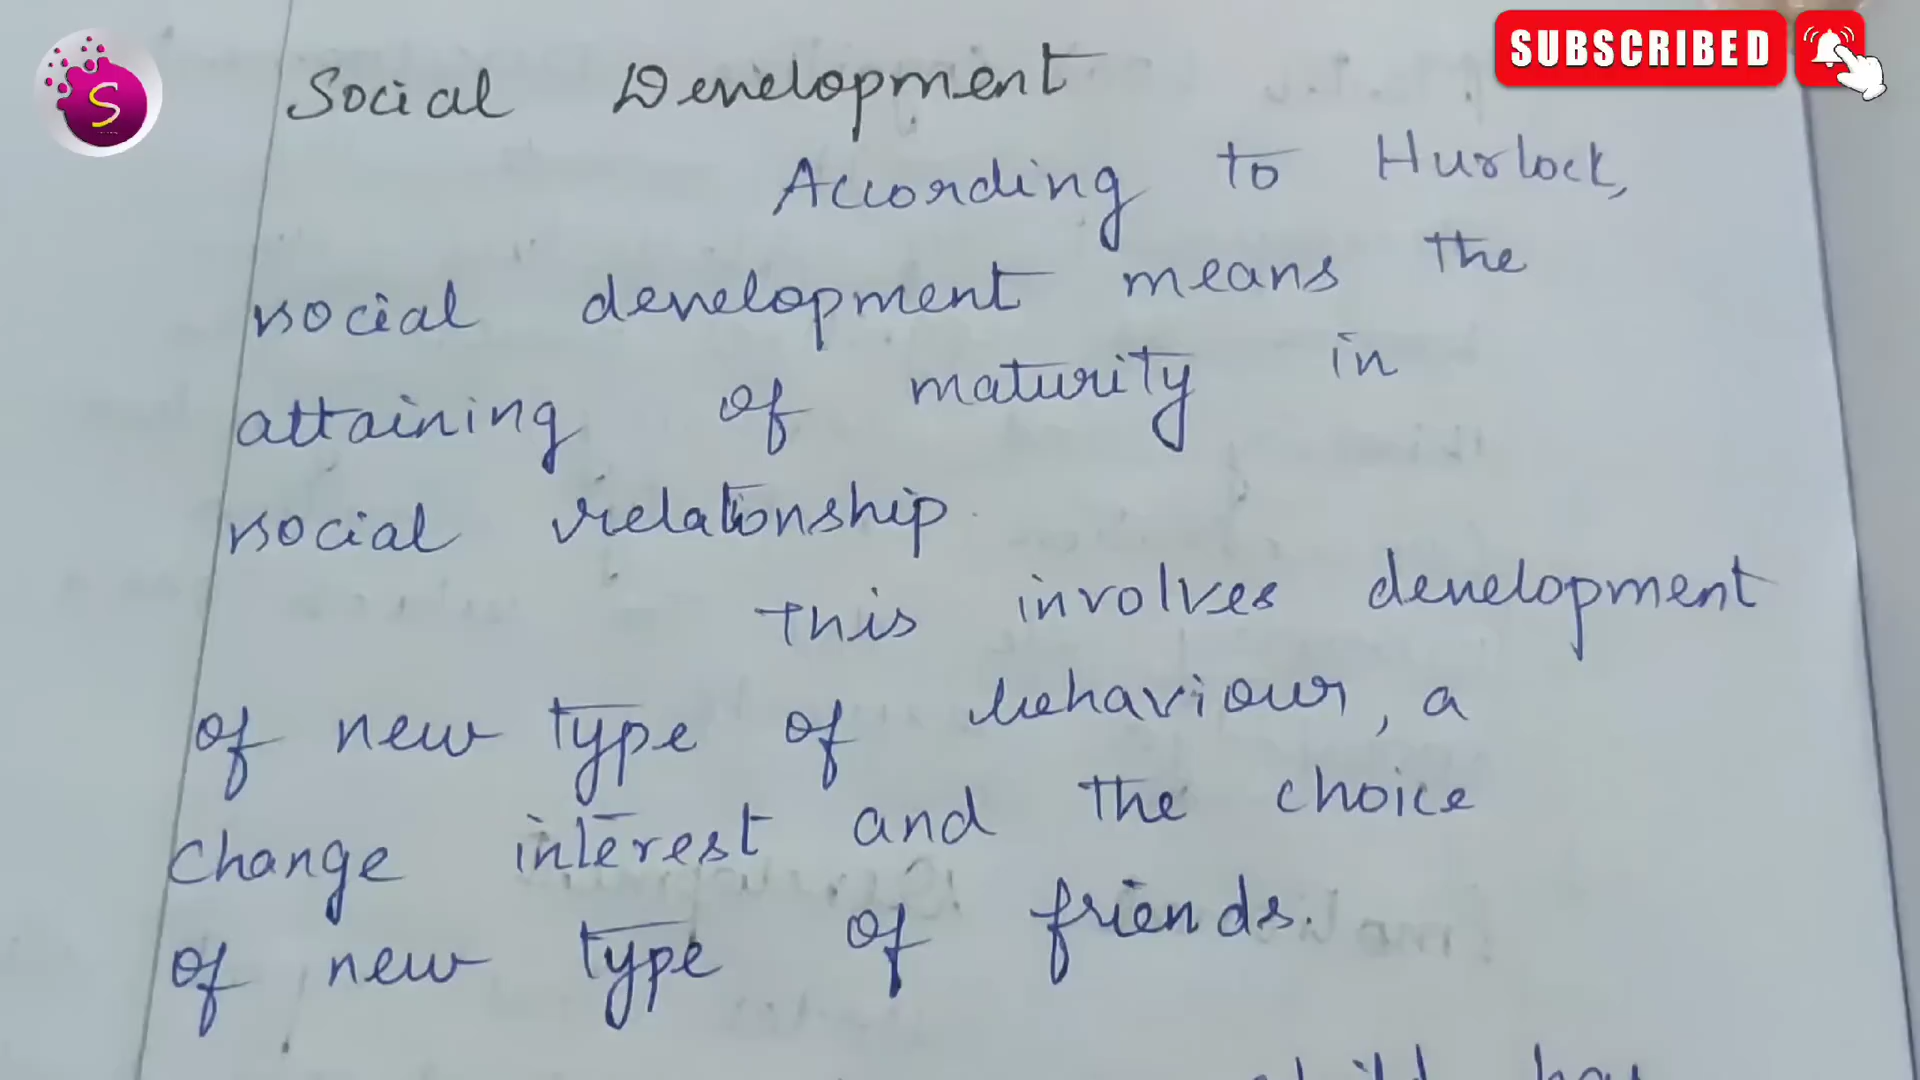 SUBSCRIBED
S
Social Development
According to Hurlock,
social development means the
attaining of maturity in
social relationship
This involves development
of new type of behaviour, a
change interest and the choice
of new type of friends.
child